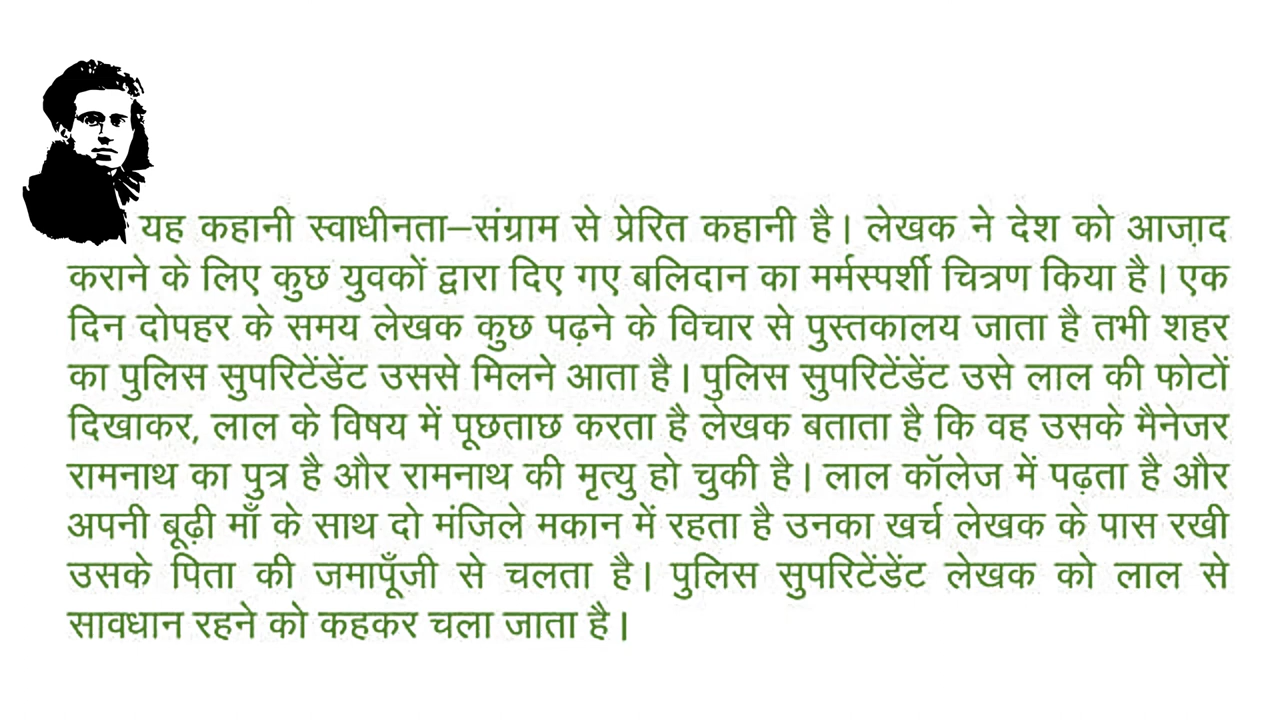 यह कहानी स्वाधीनता–संग्राम से प्रेरित कहानी है। लेखक ने देश को आज़ाद
कराने के लिए कुछ युवकों द्वारा दिए गए बलिदान का मर्मस्पर्शी चित्रण किया है। एक
दिन दोपहर के समय लेखक कुछ पढ़ने के विचार से पुस्तकालय जाता है तभी शहर
का पुलिस सुपरिटेंडेंट उससे मिलने आता है। पुलिस सुपरिटेंडेंट उसे लाल की फोटों
दिखाकर, लाल के विषय में पूछताछ करता है लेखक बताता है कि वह उसके मैनेजर
रामनाथ का पुत्र है और रामनाथ की मृत्यु हो चुकी है। लाल कॉलेज में पढ़ता है और
अपनी बूढ़ी माँ के साथ दो मंजिले मकान में रहता है उनका खर्च लेखक के पास रखी
उसके पिता की जमापूँजी से चलता है। पुलिस सुपरिटेंडेंट लेखक को लाल से
सावधान रहने को कहकर चला जाता है।